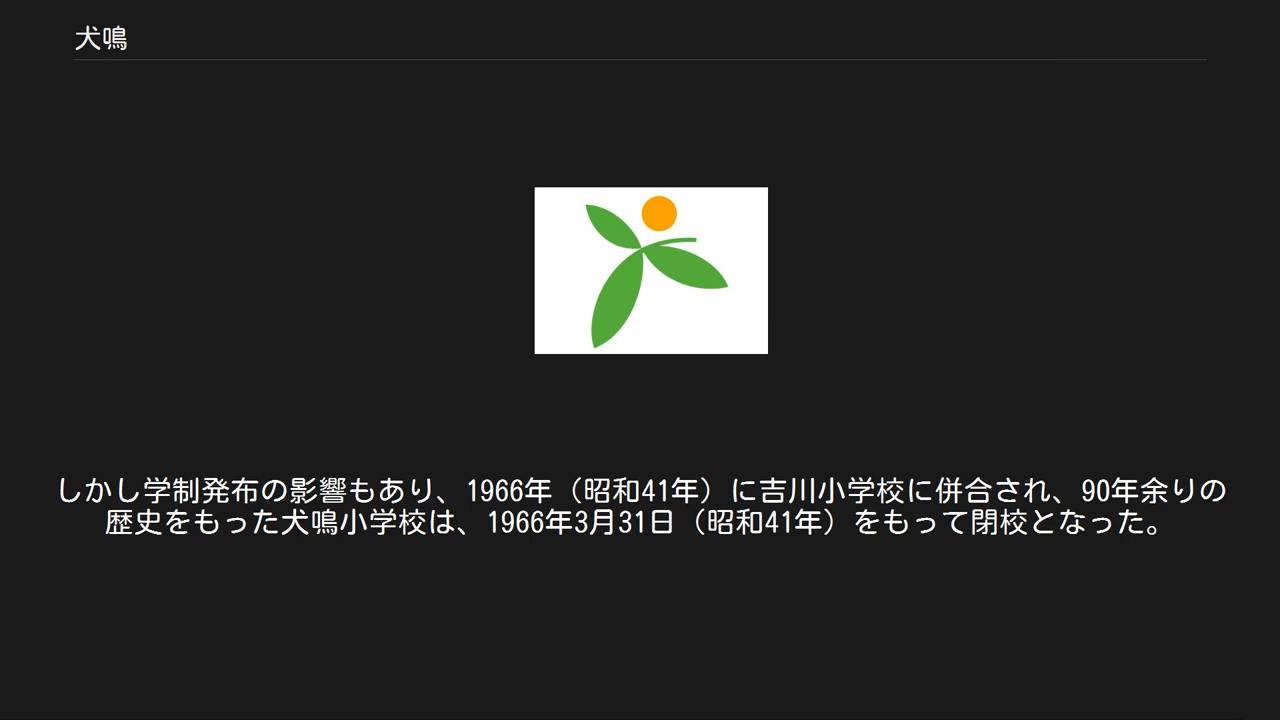 犬鳴
しかし学制発布の影響もあり、1966年（昭和41年）に吉川小学校に併合され、90年余りの
歴史をもった犬鳴小学校は、1966年3月31日（昭和41年）をもって閉校となった。